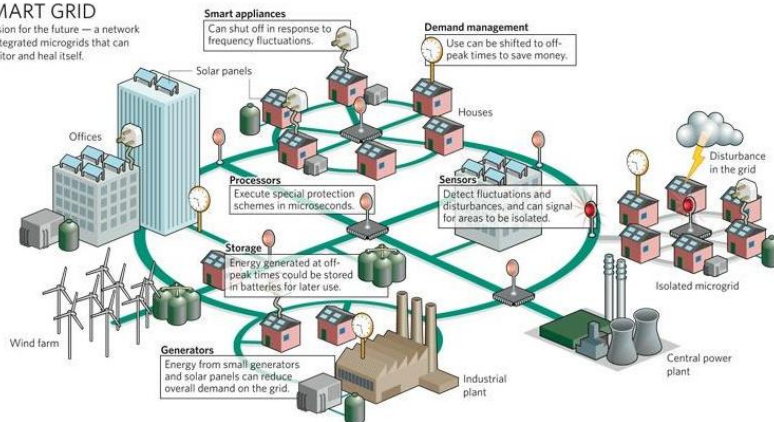 MART GRID
sion for the future — a network
tegrated microgrids that can
itor and heal itself.
Smart appliances
Can shut off in response to
frequency fluctuations.
Demand management
Use can be shifted to off-
peak times to save money.
Solar panels
Houses
Offices
Disturbance
in the grid
Processors
Execute special protection
schemes in microseconds.
Sensors
Detect fluctuations and
disturbances, and can signal
for areas to be isolated.
Storage
Energy generated at off-
peak times could be stored
in batteries for later use.
Isolated microgrid
Wind farm
Generators
Energy from small generators
and solar panels can reduce
overall demand on the grid.
Industrial
plant
Central power
plant